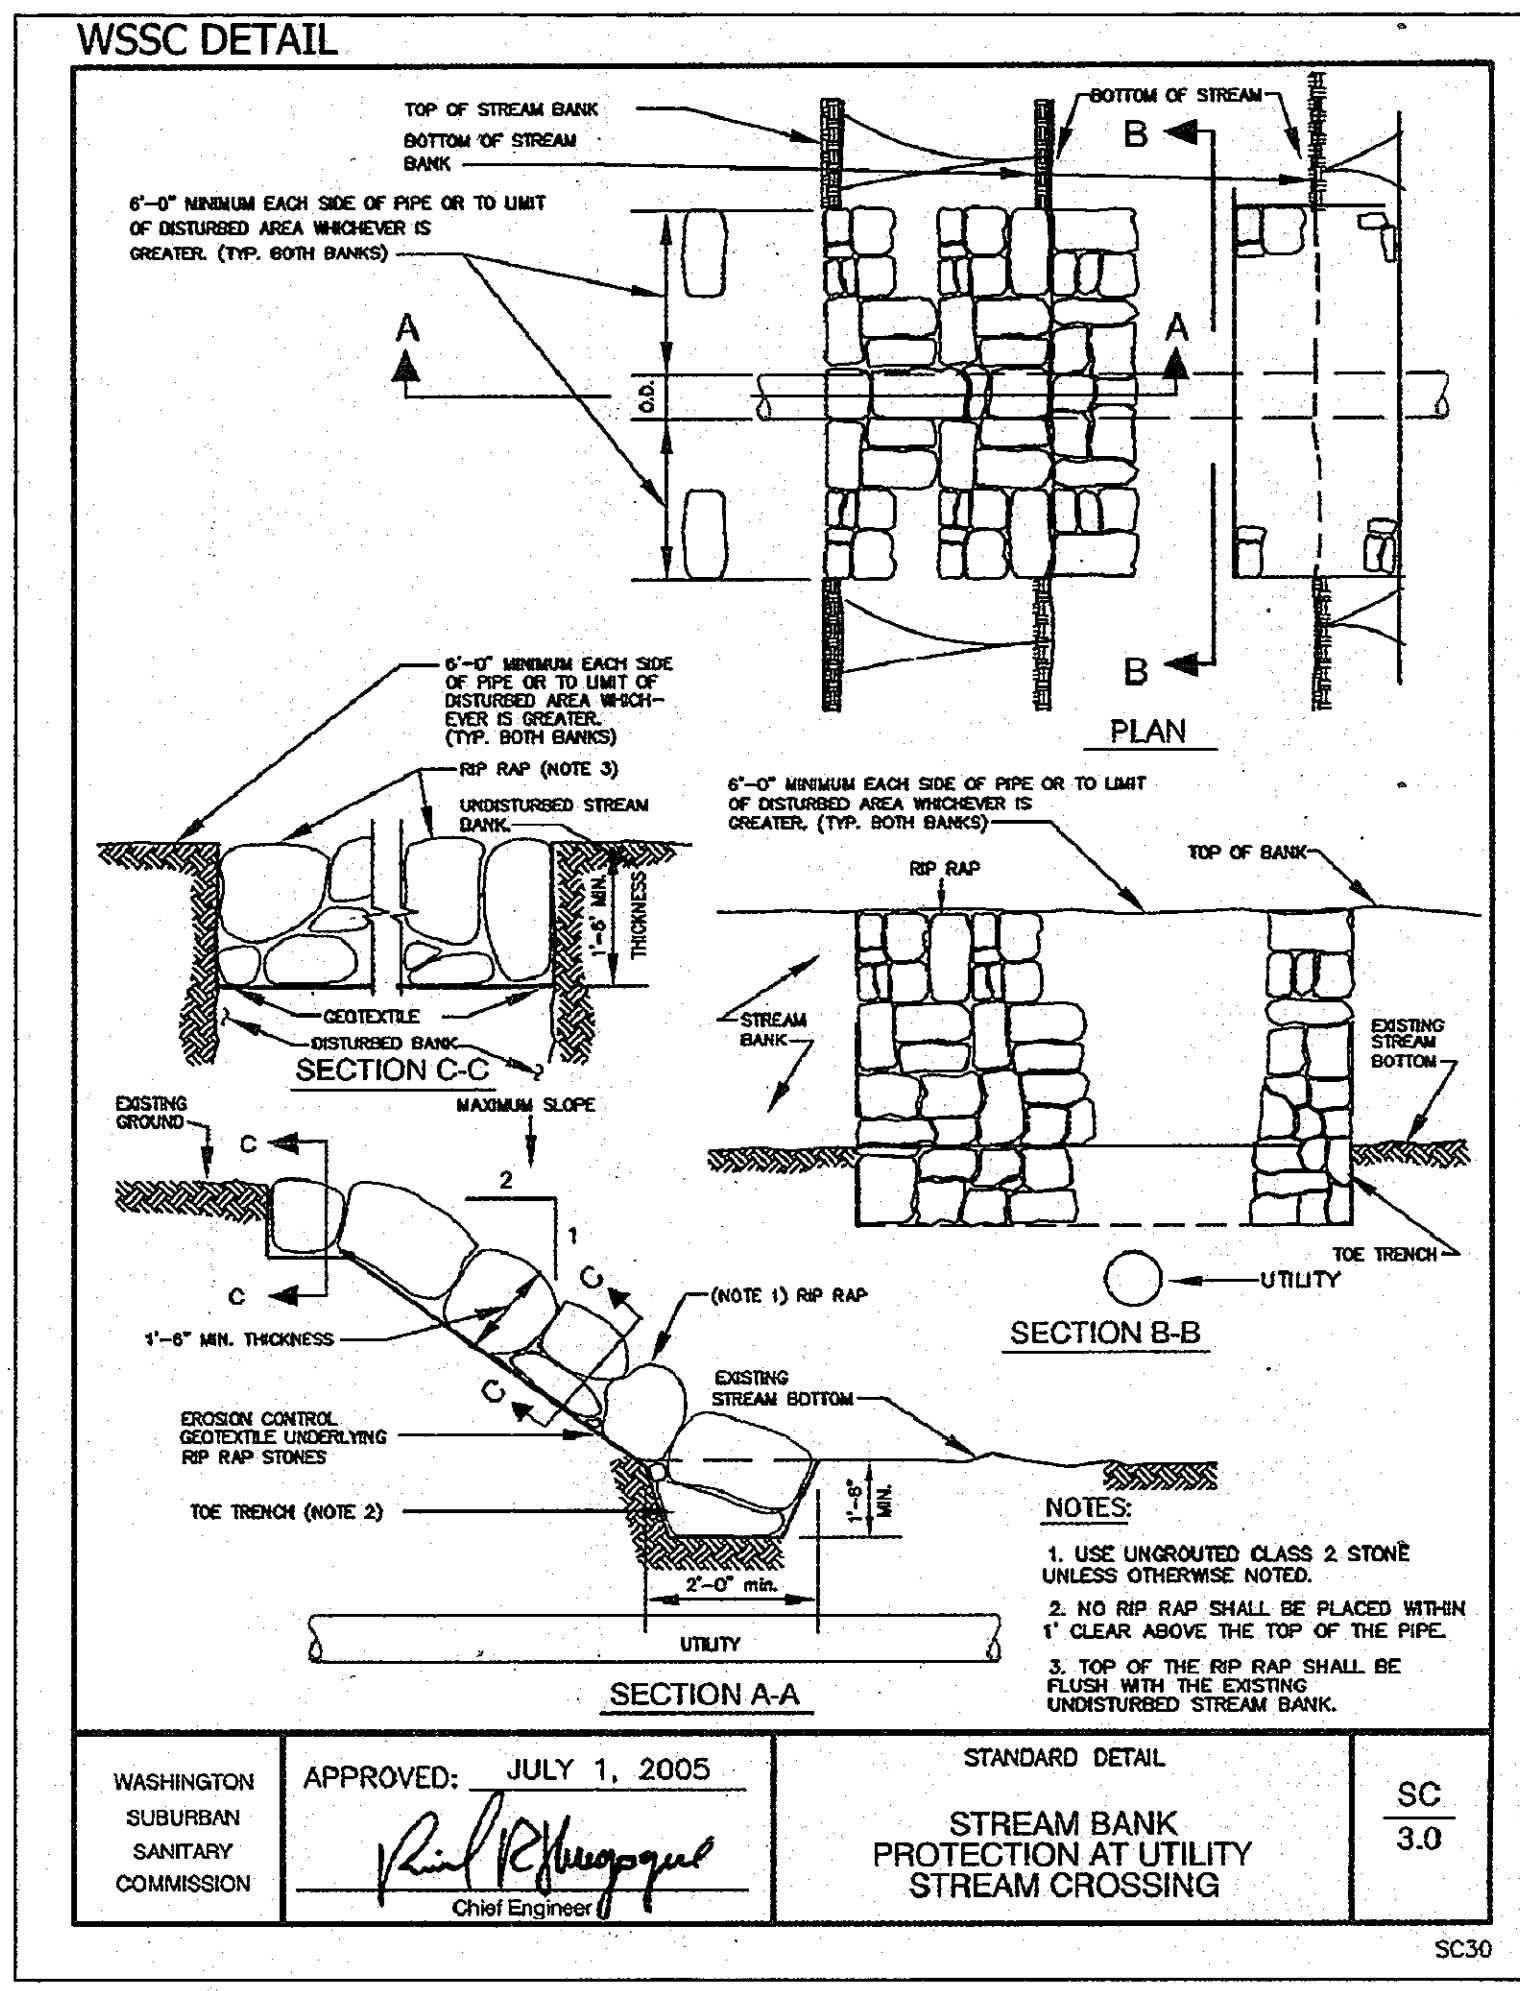 WSSC DETAIL
TOP OF STREAM BANK
BOTTOM OF STREAM
BANK
BOTTOM OF STREAM
B
6'-0" MINIMUM EACH SIDE OF PIPE OR TO LIMIT
OF DISTURBED AREA WHICHEVER IS
GREATER. (TYP. BOTH BANKS)
A
A
O.D.
B
PLAN
6'-0" MINIMUM EACH SIDE
OF PIPE OR TO LIMIT OF
DISTURBED AREA WHICH-
EVER IS GREATER.
(TYP. BOTH BANKS)
RIP RAP (NOTE 3)
UNDISTURBED STREAM
BANK.
1'-6" MIN.
THICKNESS
GEOTEXTILE
DISTURBED BANK
SECTION C-C
6'-0" MINIMUM EACH SIDE OF PIPE OR TO LIMIT
OF DISTURBED AREA WHICHEVER IS
GREATER. (TYP. BOTH BANKS)
TOP OF BANK
RIP RAP
STREAM
BANK
EXISTING
STREAM
BOTTOM
TOE TRENCH
UTILITY
SECTION B-B
MAXIMUM SLOPE
EXISTING
GROUND
C
2
1
C
C
(NOTE 1) RIP RAP
1'-6" MIN. THICKNESS
C
EXISTING
STREAM BOTTOM
EROSION CONTROL
GEOTEXTILE UNDERLYING
RIP RAP STONES
TOE TRENCH (NOTE 2)
1'-6"
MIN.
2'-0" min.
UTILITY
SECTION A-A
NOTES:
1. USE UNGROUTED CLASS 2 STONE
UNLESS OTHERWISE NOTED.
2. NO RIP RAP SHALL BE PLACED WITHIN
1' CLEAR ABOVE THE TOP OF THE PIPE.
3. TOP OF THE RIP RAP SHALL BE
FLUSH WITH THE EXISTING
UNDISTURBED STREAM BANK.
WASHINGTON
SUBURBAN
SANITARY
COMMISSION
APPROVED: JULY 1, 2005
Chief Engineer
STANDARD DETAIL
STREAM BANK
PROTECTION AT UTILITY
STREAM CROSSING
SC
3.0
SC30